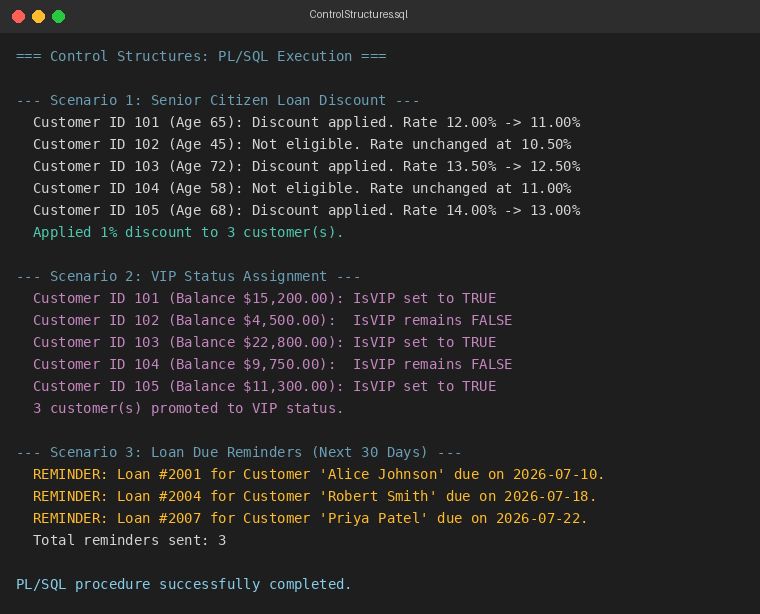 ControlStructures.sql
=== Control Structures: PL/SQL Execution ===
--- Scenario 1: Senior Citizen Loan Discount ---
Customer ID 101 (Age 65): Discount applied. Rate 12.00% -> 11.00%
Customer ID 102 (Age 45): Not eligible. Rate unchanged at 10.50%
Customer ID 103 (Age 72): Discount applied. Rate 13.50% -> 12.50%
Customer ID 104 (Age 58): Not eligible. Rate unchanged at 11.00%
Customer ID 105 (Age 68): Discount applied. Rate 14.00% -> 13.00%
Applied 1% discount to 3 customer(s).
--- Scenario 2: VIP Status Assignment ---
Customer ID 101 (Balance $15,200.00): IsVIP set to TRUE
Customer ID 102 (Balance $4,500.00):  IsVIP remains FALSE
Customer ID 103 (Balance $22,800.00): IsVIP set to TRUE
Customer ID 104 (Balance $9,750.00):  IsVIP remains FALSE
Customer ID 105 (Balance $11,300.00): IsVIP set to TRUE
3 customer(s) promoted to VIP status.
--- Scenario 3: Loan Due Reminders (Next 30 Days) ---
REMINDER: Loan #2001 for Customer 'Alice Johnson' due on 2026-07-10.
REMINDER: Loan #2004 for Customer 'Robert Smith' due on 2026-07-18.
REMINDER: Loan #2007 for Customer 'Priya Patel' due on 2026-07-22.
Total reminders sent: 3
PL/SQL procedure successfully completed.